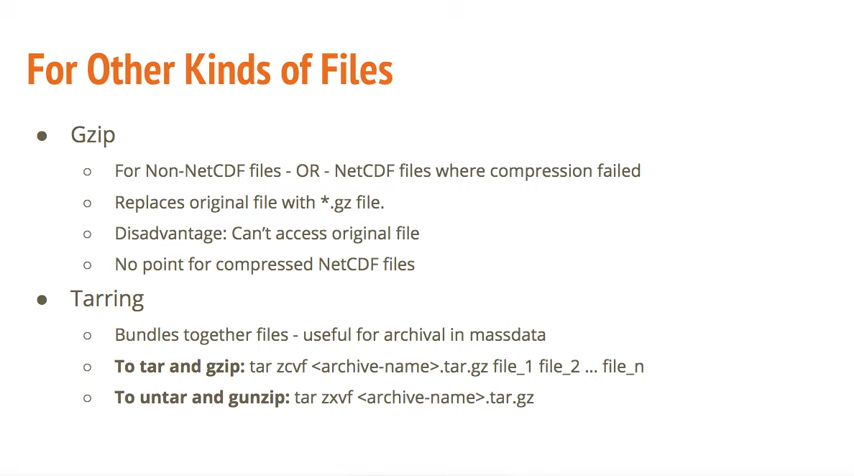 For Other Kinds of Files
● Gzip
○ For Non-NetCDF files - OR - NetCDF files where compression failed
○ Replaces original file with *.gz file.
○ Disadvantage: Can't access original file
○ No point for compressed NetCDF files
● Tarring
○ Bundles together files - useful for archival in massdata
○ To tar and gzip: tar zcvf <archive-name>.tar.gz file_1 file_2 ... file_n
○ To untar and gunzip: tar zxvf <archive-name>.tar.gz